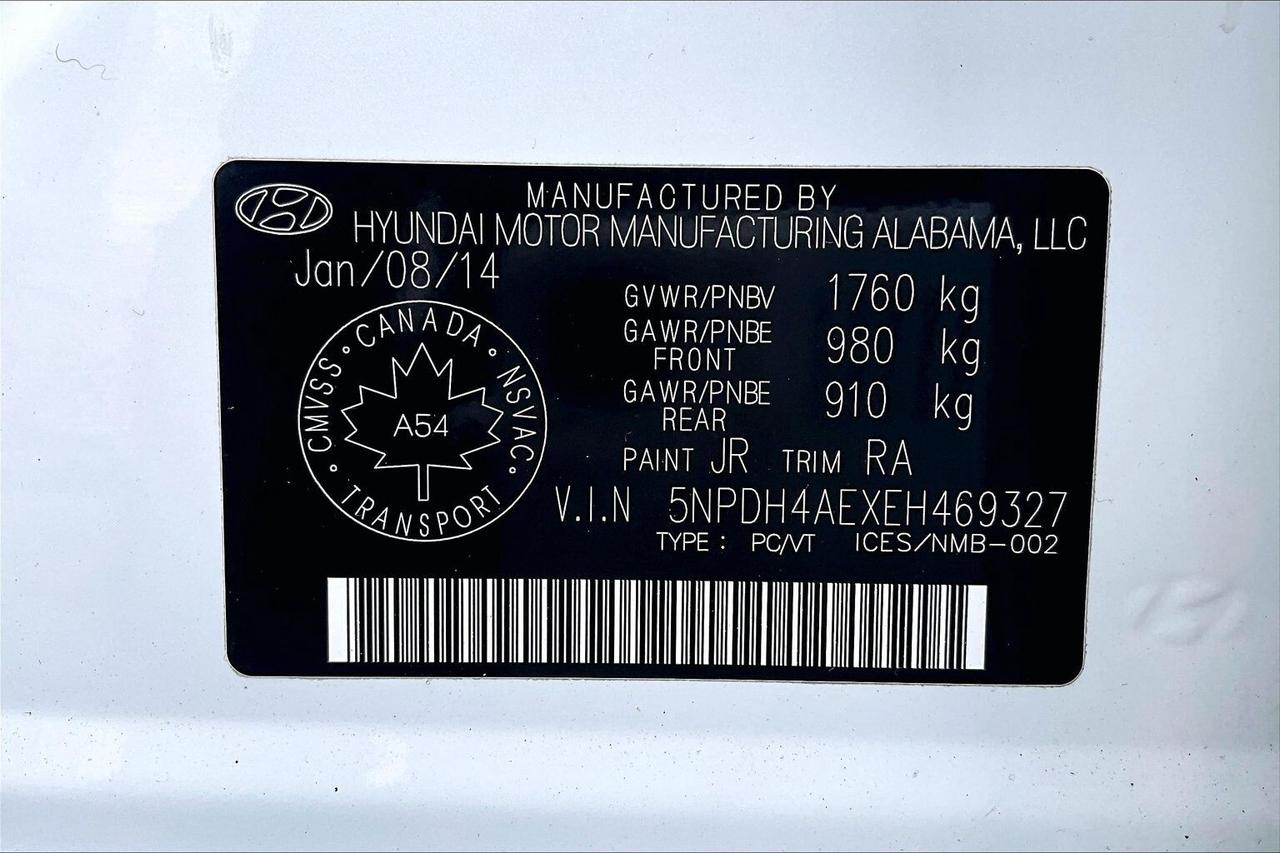 MANUFACTURED BY
HYUNDAI MOTOR MANUFACTURING ALABAMA, LLC
Jan/08/14
GVWR/PNBV 1760 kg
GAWR/PNBE FRONT 980 kg
GAWR/PNBE REAR 910 kg
CMVSS • CANADA • NSVAC • TRANSPORT •
A54
PAINT JR TRIM RA
V.I.N 5NPDH4AEXEH469327
TYPE : PC/VT ICES/NMB-002